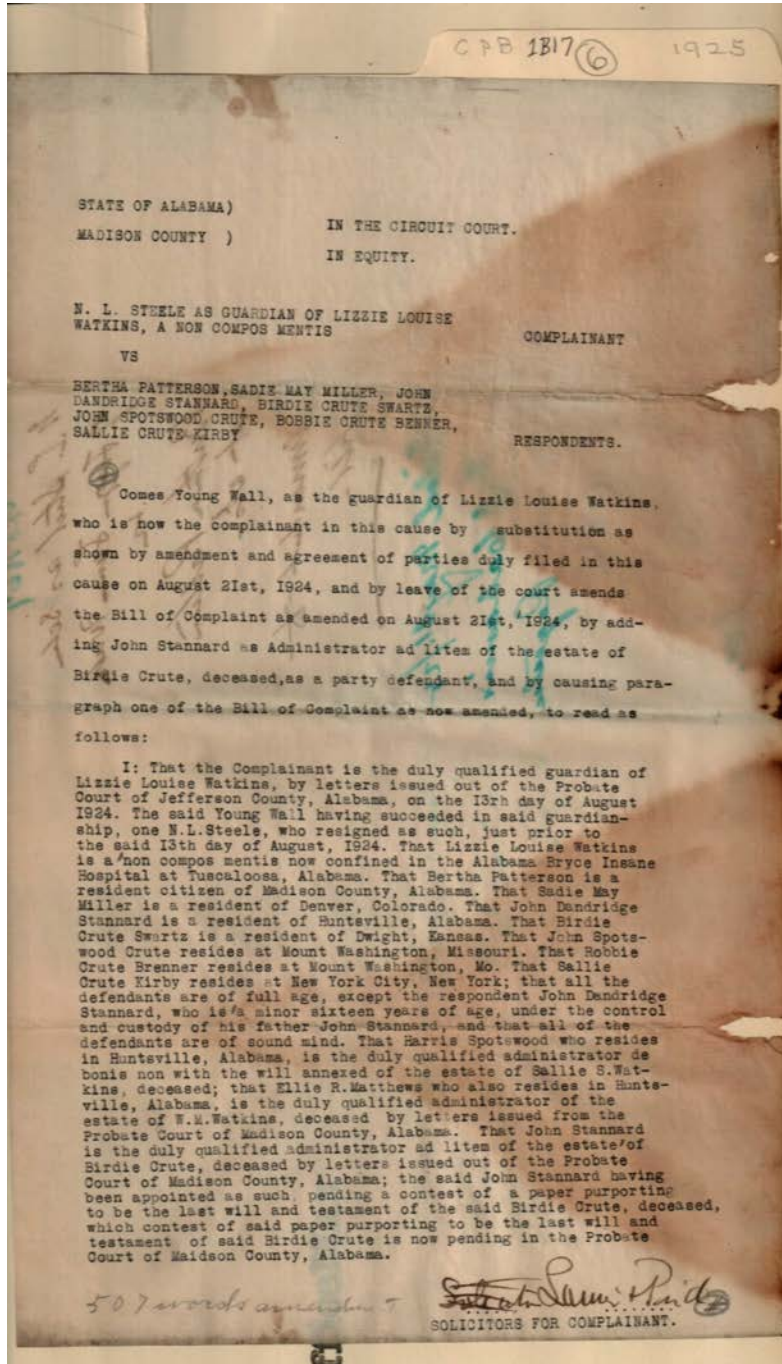 CPB 1B17 6 1925
STATE OF ALABAMA)
MADISON COUNTY )
IN THE CIRCUIT COURT.
IN EQUITY.
N. L. STEELE AS GUARDIAN OF LIZZIE LOUISE
WATKINS, A NON COMPOS MENTIS
COMPLAINANT
VS
BERTHA PATTERSON,SADIE MAY MILLER, JOHN
DANDRIDGE STANNARD, BIRDIE CRUTE SWARTZ,
JOHN SPOTSWOOD CRUTE, BOBBIE CRUTE BENNER,
SALLIE CRUTE KIRBY
RESPONDENTS.
Comes Young Wall, as the guardian of Lizzie Louise Watkins,
who is now the complainant in this cause by substitution as
shown by amendment and agreement of parties duly filed in this
cause on August 2Ist, I924, and by leave of the court amends
the Bill of Complaint as amended on August 2Ist, I924, by add-
ing John Stannard as Administrator ad litem of the estate of
Birdie Crute, deceased,as a party defendant, and by causing para-
graph one of the Bill of Complaint as now amended, to read as
follows:
I: That the Complainant is the duly qualified guardian of
Lizzie Louise Watkins, by letters issued out of the Probate
Court of Jefferson County, Alabama, on the I3rh day of August
I924. The said Young Wall having succeeded in said guardian-
ship, one N.L.Steele, who resigned as such, just prior to
the said I3th day of August, I924. That Lizzie Louise Watkins
is a non compos mentis now confined in the Alabama Bryce Insane
Hospital at Tuscaloosa, Alabama. That Bertha Patterson is a
resident citizen of Madison County, Alabama. That Sadie May
Miller is a resident of Denver, Colorado. That John Dandridge
Stannard is a resident of Huntsville, Alabama. That Birdie
Crute Swartz is a resident of Dwight, Kansas. That John Spots-
wood Crute resides at Mount Washington, Missouri. That Robbie
Crute Brenner resides at Mount Washington, Mo. That Sallie
Crute Kirby resides at New York City, New York; that all the
defendants are of full age, except the respondent John Dandridge
Stannard, who is a minor sixteen years of age, under the control
and custody of his father John Stannard, and that all of the
defendants are of sound mind. That Harris Spotswood who resides
in Huntsville, Alabama, is the duly qualified administrator de
bonis non with the will annexed of the estate of Sallie S.Wat-
kins, deceased; that Ellie R.Matthews who also resides in Hunts-
ville, Alabama, is the duly qualified administrator of the
estate of W.M.Watkins, deceased by letters issued from the
Probate Court of Madison County, Alabama. That John Stannard
is the duly qualified administrator ad litem of the estate of
Birdie Crute, deceased by letters issued out of the Probate
Court of Madison County, Alabama; the said John Stannard having
been appointed as such, pending a contest of a paper purporting
to be the last will and testament of the said Birdie Crute, deceased,
which contest of said paper purporting to be the last will and
testament of said Birdie Crute is now pending in the Probate
Court of Maidson County, Alabama.
507 words amendmt
SOLICITORS FOR COMPLAINANT.